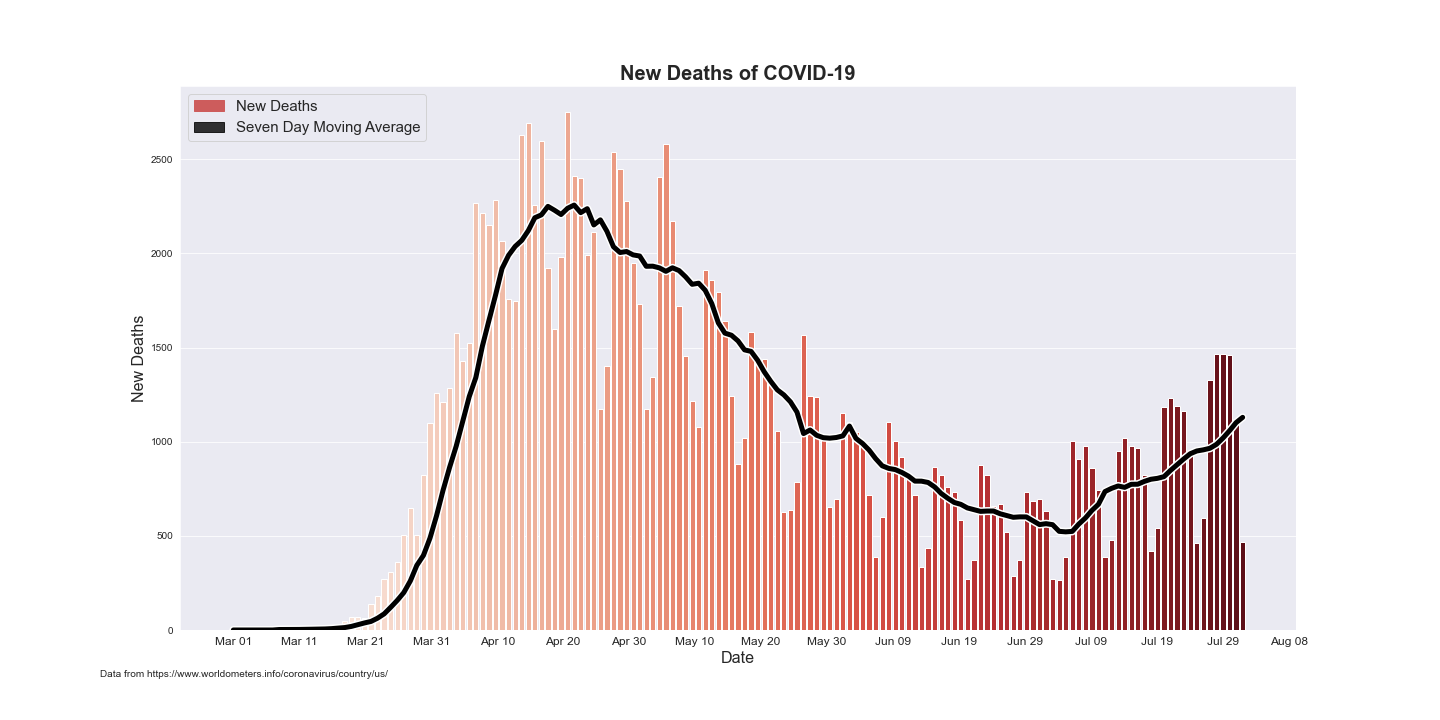 New Deaths of COVID-19
New Deaths
Seven Day Moving Average
2500
2000
1500
1000
500
0
New Deaths
Mar 01 Mar 11 Mar 21 Mar 31 Apr 10 Apr 20 Apr 30 May 10 May 20 May 30 Jun 09 Jun 19 Jun 29 Jul 09 Jul 19 Jul 29 Aug 08
Date
Data from https://www.worldometers.info/coronavirus/country/us/